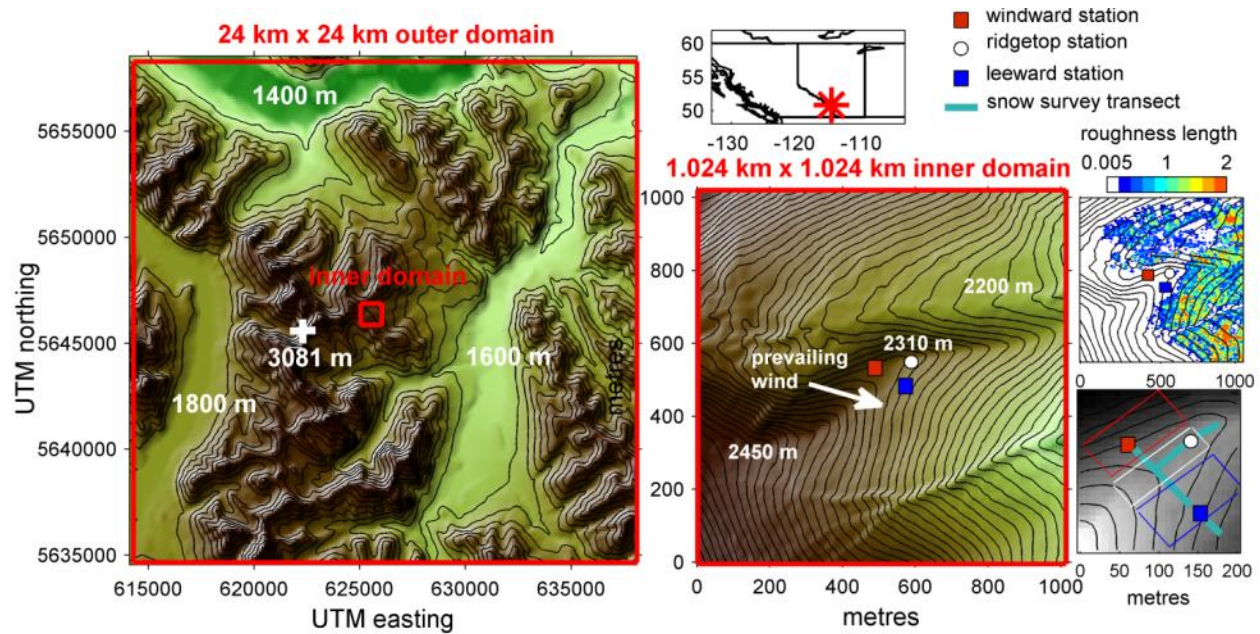 24 km x 24 km outer domain
1400 m
inner domain
3081 m
1600 m
1800 m
5655000
5650000
5645000
5640000
5635000
UTM northing
615000
620000
625000
630000
635000
UTM easting
60
55
50
-130
-120
-110
windward station
ridgetop station
leeward station
snow survey transect
roughness length
0.005
1
2
1.024 km x 1.024 km inner domain
1000
800
600
400
200
0
metres
2200 m
2310 m
prevailing
wind
2450 m
0
200
400
600
800
1000
metres
0
500
1000
0
50
100
150
200
metres